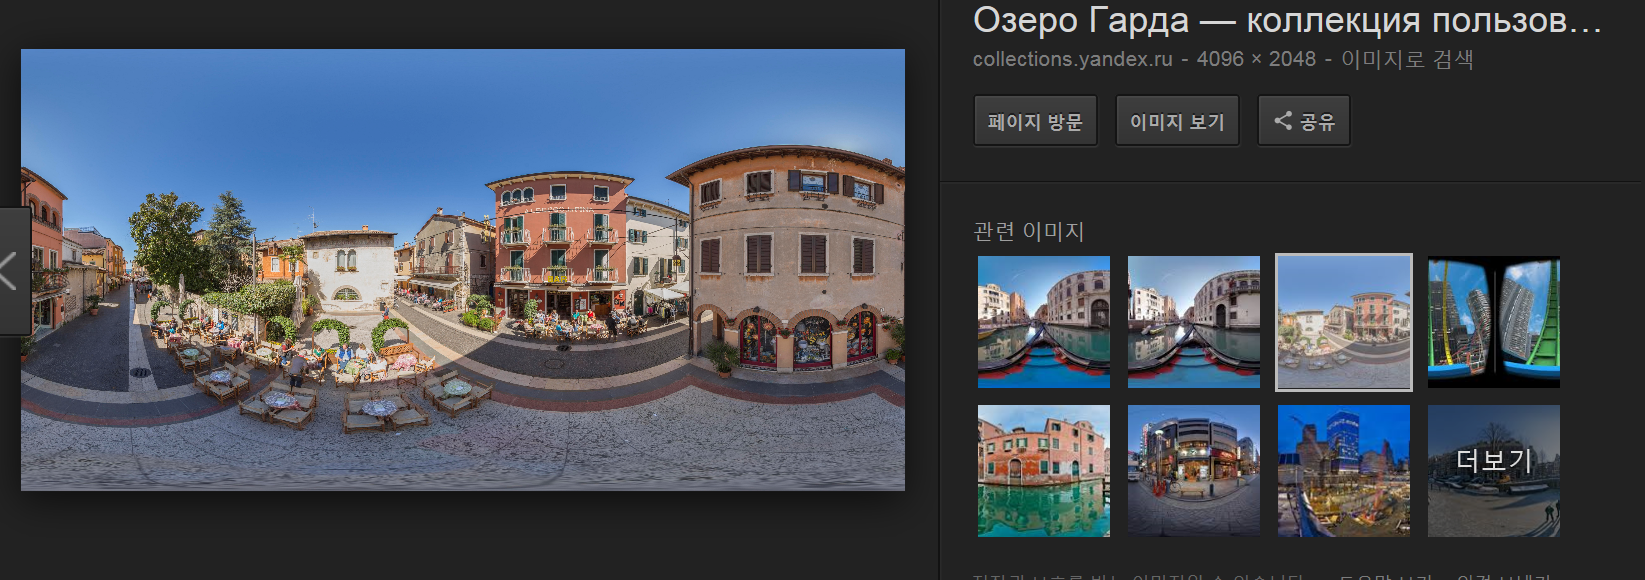 Озеро Гарда — коллекция пользов...
collections.yandex.ru - 4096 × 2048 - 이미지로 검색
페이지 방문
이미지 보기
공유
관련 이미지
더보기